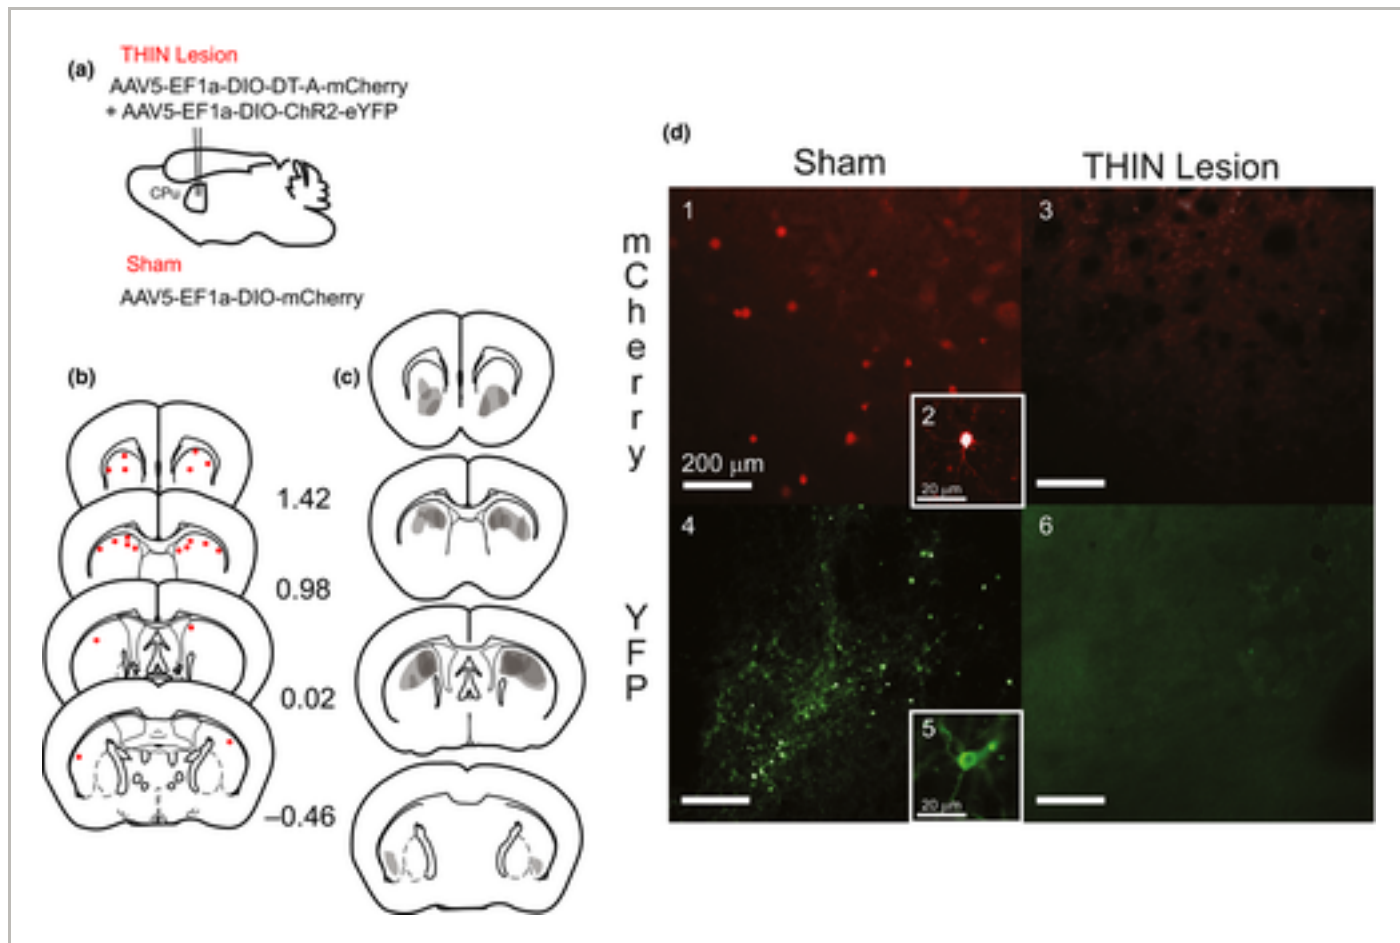 (a)
THIN Lesion
AAV5-EF1a-DIO-DT-A-mCherry
+ AAV5-EF1a-DIO-ChR2-eYFP
CPu
Sham
AAV5-EF1a-DIO-mCherry
(b)
1.42
0.98
0.02
–0.46
(c)
(d)
Sham
THIN Lesion
mCherry
YFP
1
200 μm
2
20 μm
3
4
5
20 μm
6